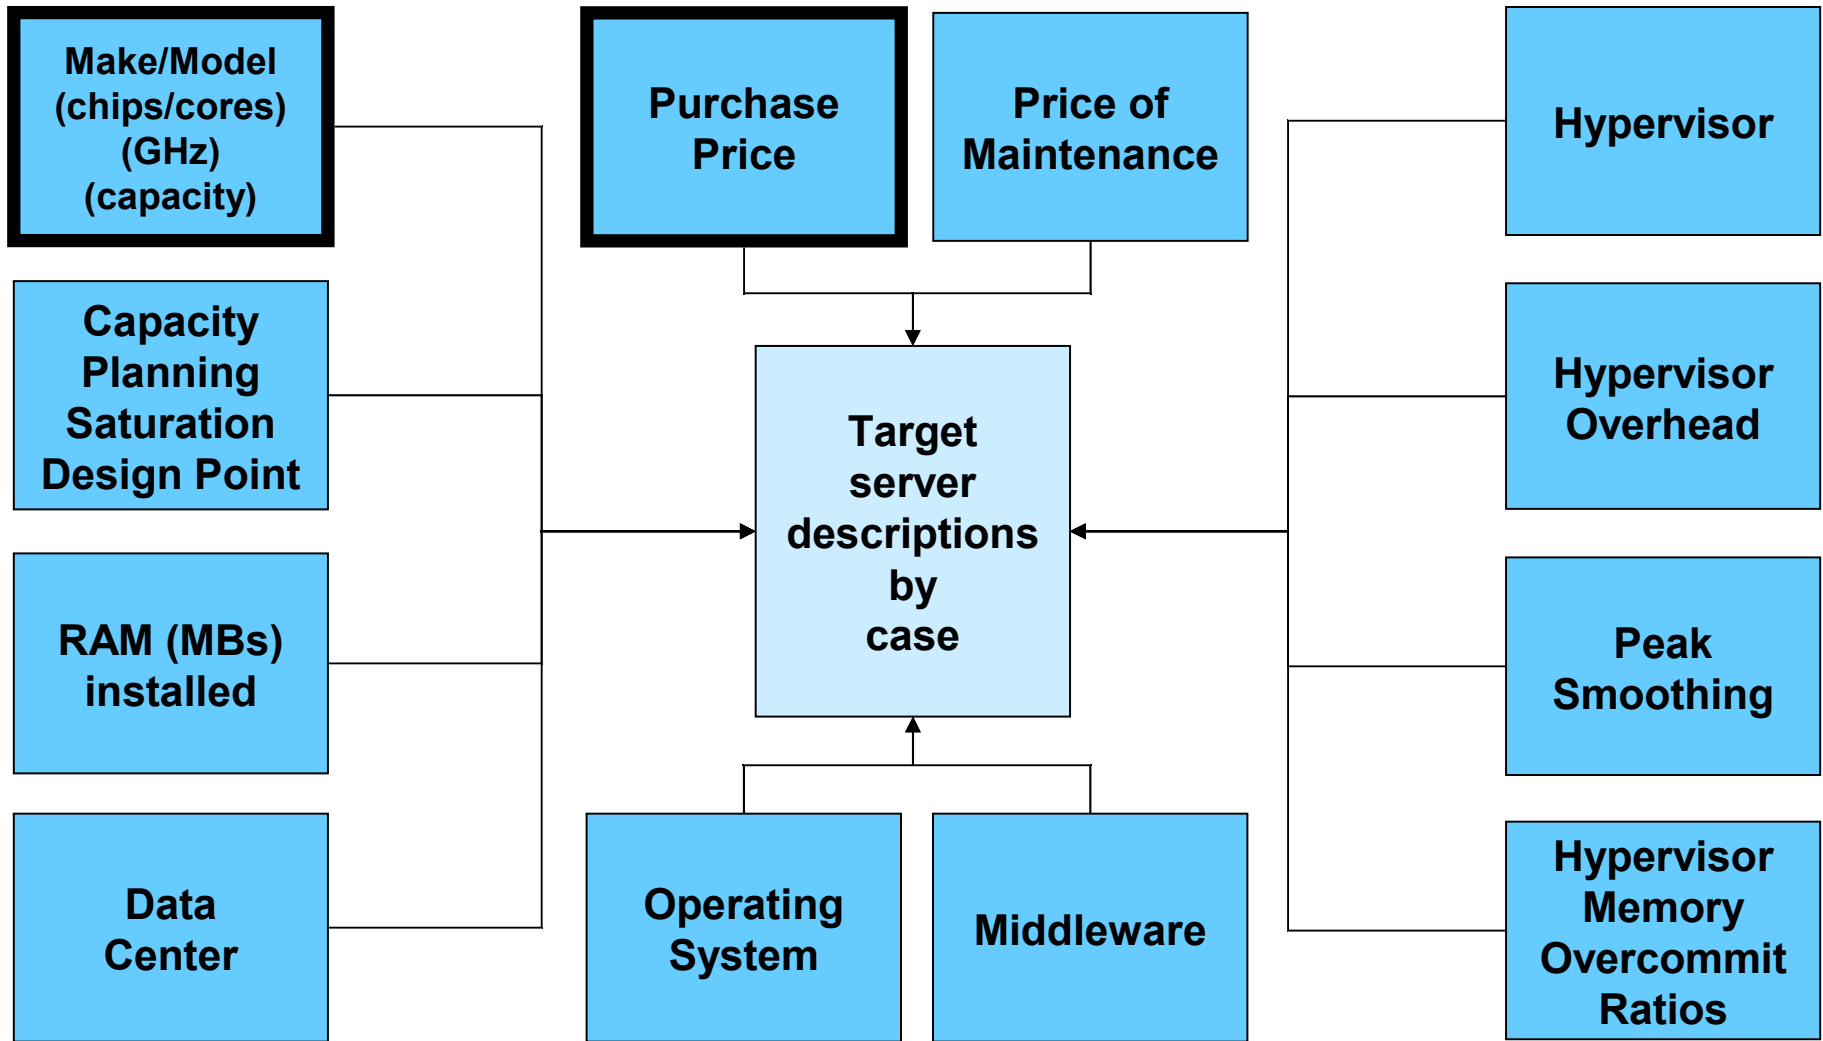 Make/Model
(chips/cores)
(GHz)
(capacity)
Purchase
Price
Price of
Maintenance
Hypervisor
Capacity
Planning
Saturation
Design Point
Target
server
descriptions
by
case
Hypervisor
Overhead
RAM (MBs)
installed
Peak
Smoothing
Data
Center
Operating
System
Middleware
Hypervisor
Memory
Overcommit
Ratios